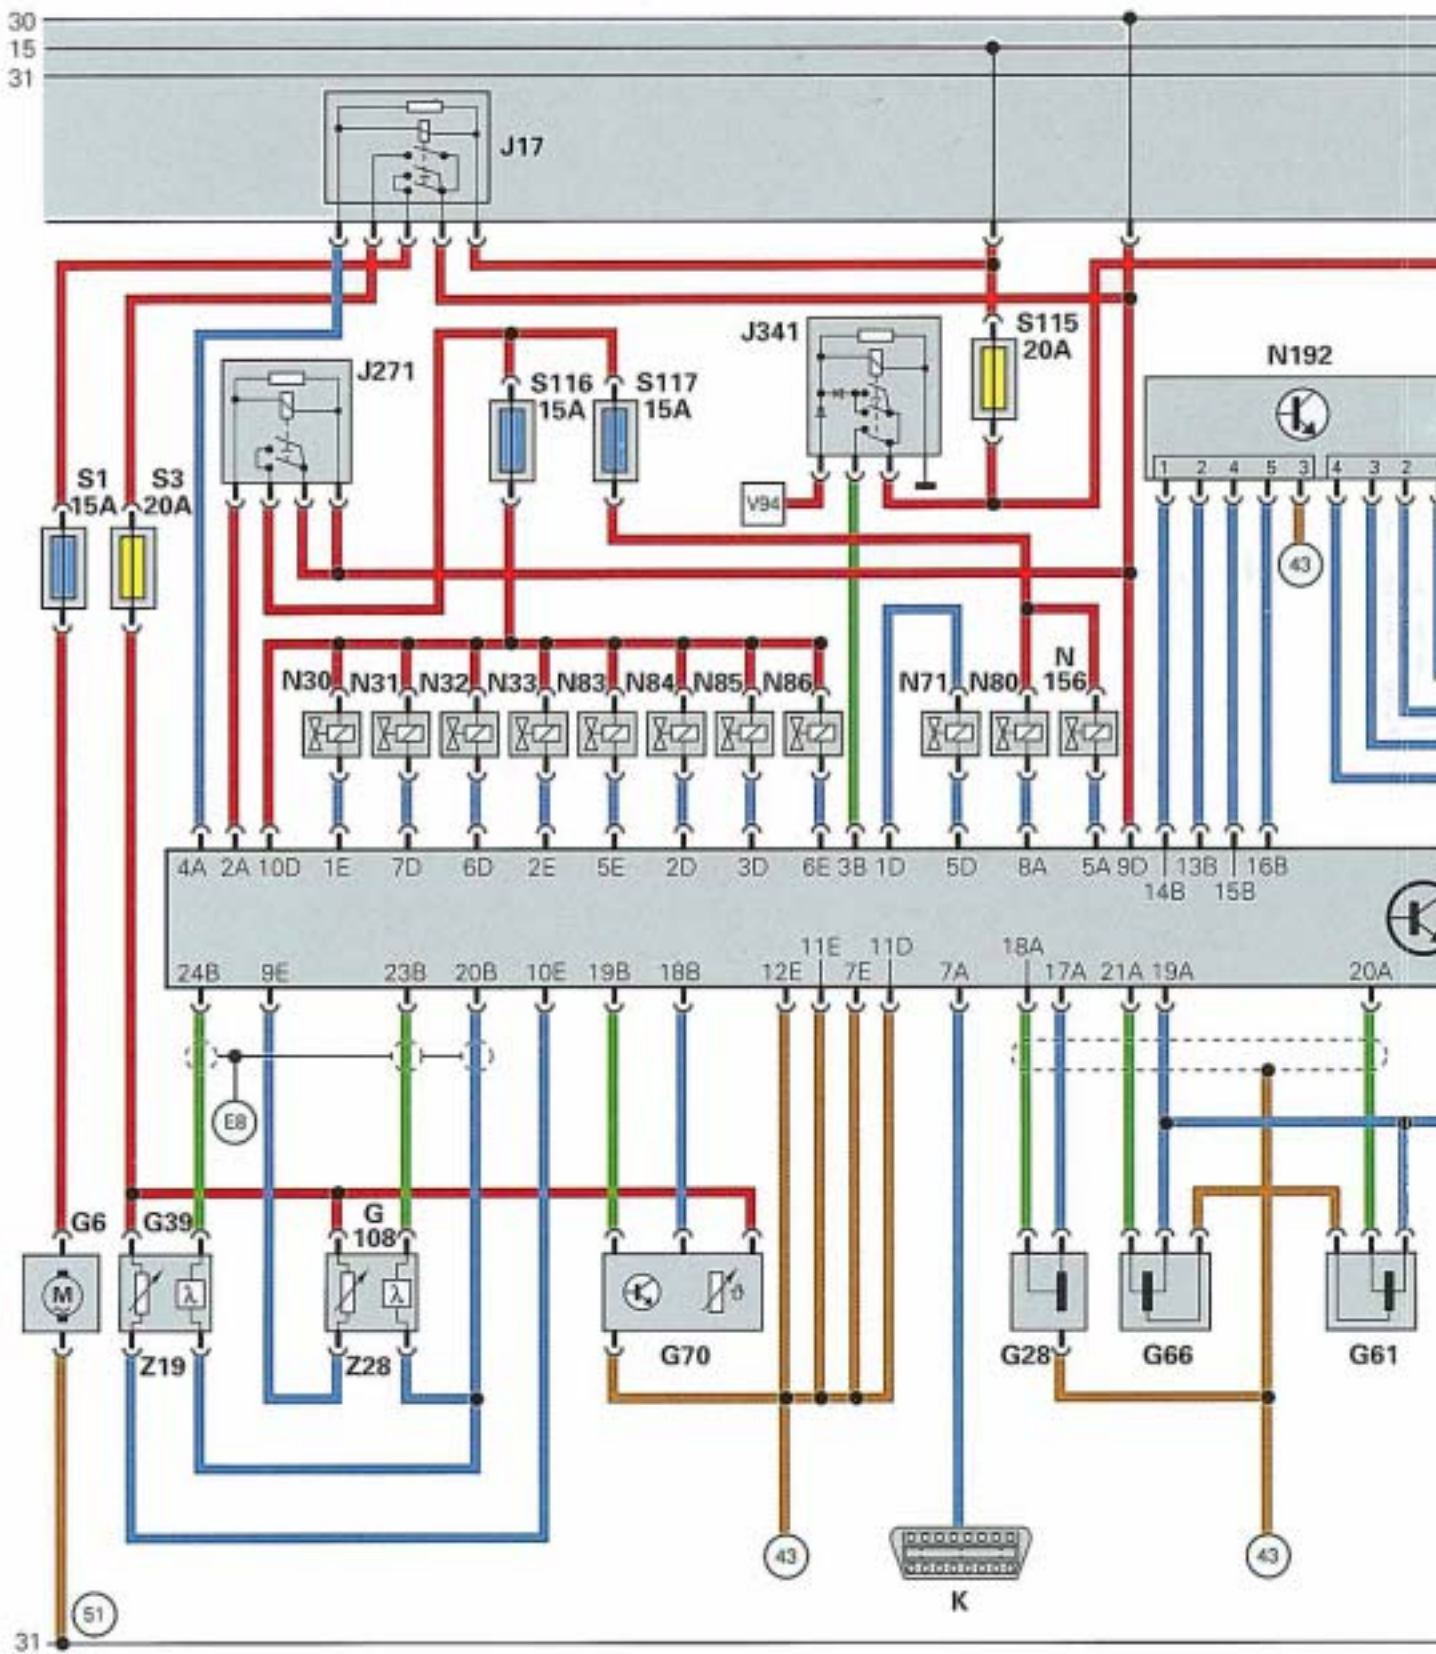 30
15
31
J17
J341
S115
20A
N192
J271
S116
15A
S117
15A
1 2 4 5 3 4 3 2
S1
15A
S3
20A
V94
43
N30 N31 N32 N33 N83 N84 N85 N86 N71 N80 N
156
4A 2A 10D 1E 7D 6D 2E 5E 2D 3D 6E 3B 1D 5D 8A 5A 9D 13B 16B
14B 15B
11E 11D 18A
24B 9E 23B 20B 10E 19B 18B 12E 7E 7A 17A 21A 19A 20A
E8
G6 G39 G
108
M λ λ ϑ
Z19 Z28 G70 G28 G66 G61
43
43
K
51
31